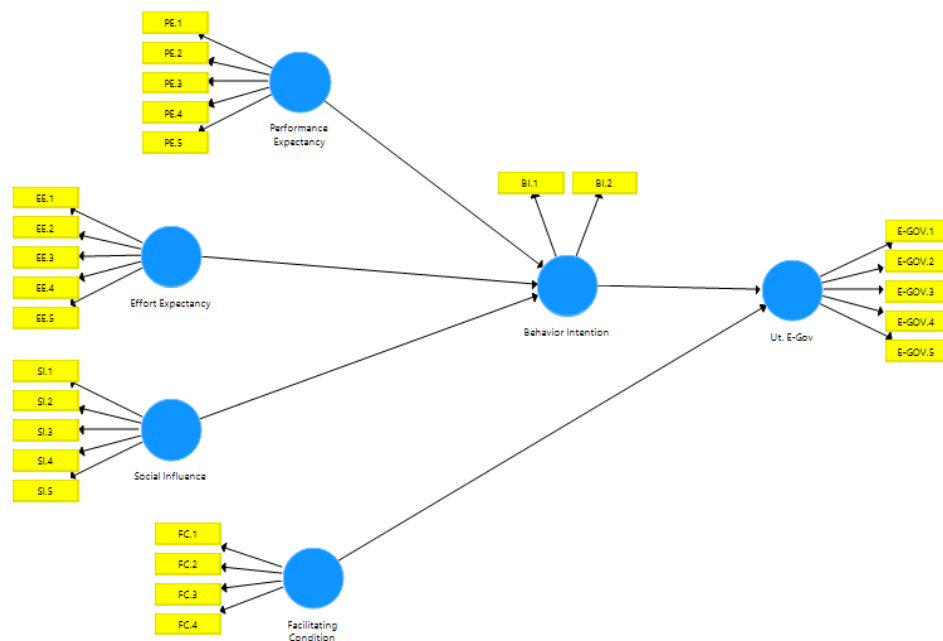 PE.1
PE.2
PE.3
PE.4
PE.5
Performance
Expectancy
BI.1
BI.2
EE.1
EE.2
EE.3
EE.4
EE.5
Effort Expectancy
Behavior Intention
E-GOV.1
E-GOV.2
E-GOV.3
E-GOV.4
E-GOV.5
Ut. E-Gov
SI.1
SI.2
SI.3
SI.4
SI.5
Social Influence
FC.1
FC.2
FC.3
FC.4
Facilitating
Condition